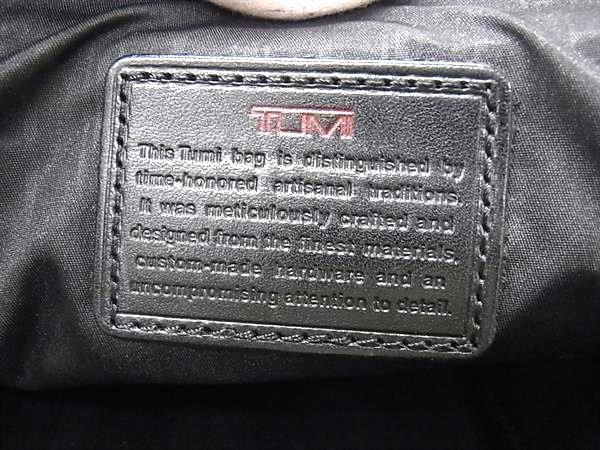 TUMI
This Tumi bag is distinguished by
time-honored artisanal traditions.
It was meticulously crafted and
designed from the finest materials,
custom-made hardware and an
uncompromising attention to detail.